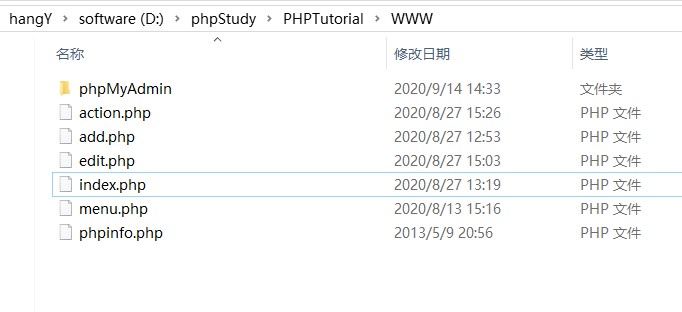 hangY > software (D:) > phpStudy > PHPTutorial > WWW
名称 修改日期 类型
phpMyAdmin 2020/9/14 14:33 文件夹
action.php 2020/8/27 15:26 PHP 文件
add.php 2020/8/27 12:53 PHP 文件
edit.php 2020/8/27 15:03 PHP 文件
index.php 2020/8/27 13:19 PHP 文件
menu.php 2020/8/13 15:16 PHP 文件
phpinfo.php 2013/5/9 20:56 PHP 文件